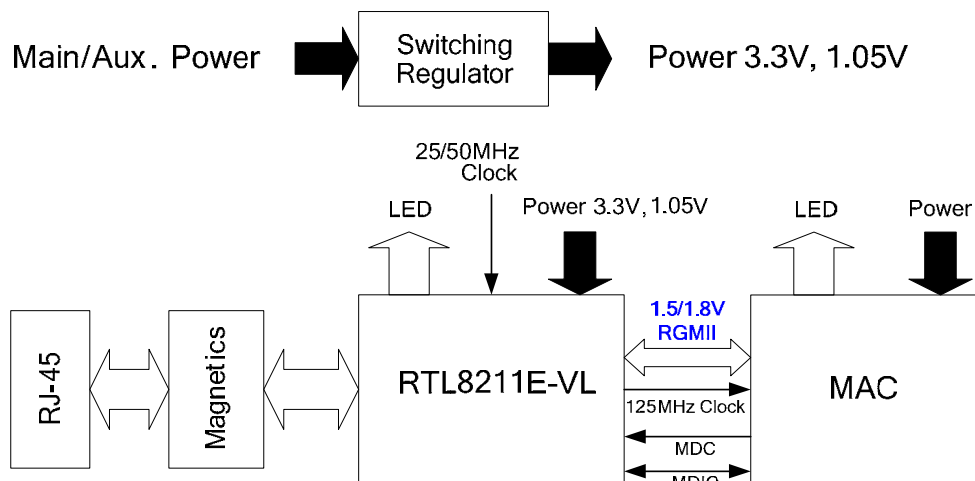 Main/Aux. Power
Switching
Regulator
Power 3.3V, 1.05V
25/50MHz
Clock
LED
Power 3.3V, 1.05V
LED
Power
RJ-45
Magnetics
RTL8211E-VL
1.5/1.8V
RGMII
125MHz Clock
MDC
MDIO
MAC